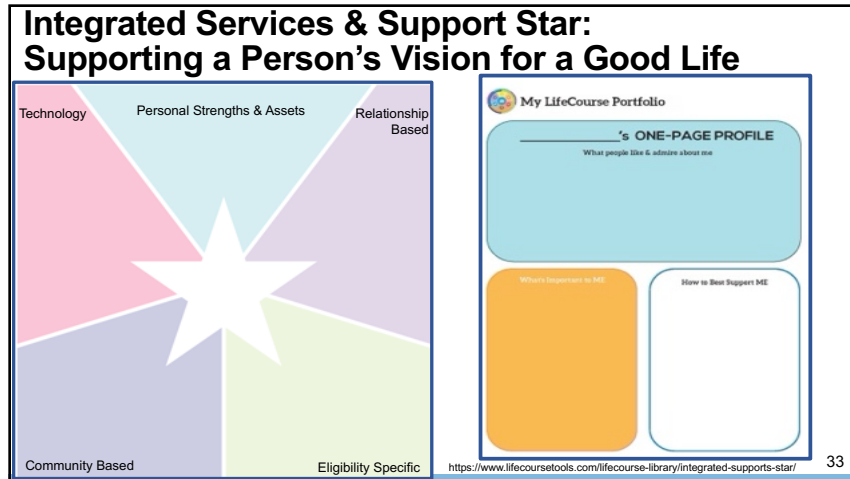 Integrated Services & Support Star:
Supporting a Person's Vision for a Good Life
Technology
Personal Strengths & Assets
Relationship
Based
Community Based
Eligibility Specific
My LifeCourse Portfolio
________________'s ONE-PAGE PROFILE
What people like & admire about me
What's Important to ME
How to Best Support ME
https://www.lifecoursetools.com/lifecourse-library/integrated-supports-star/
33